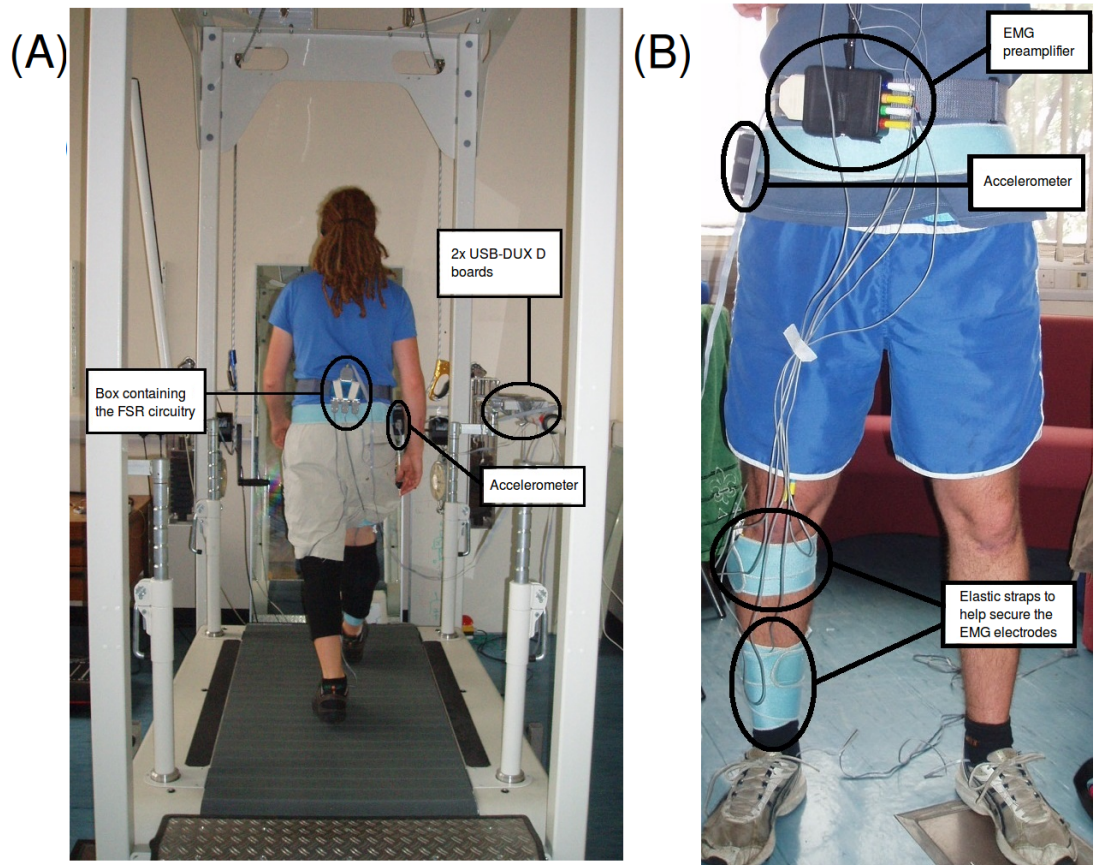 (A)
2x USB-DUX D
boards
Box containing
the FSR circuitry
Accelerometer
(B)
EMG
preamplifier
Accelerometer
Elastic straps to
help secure the
EMG electrodes